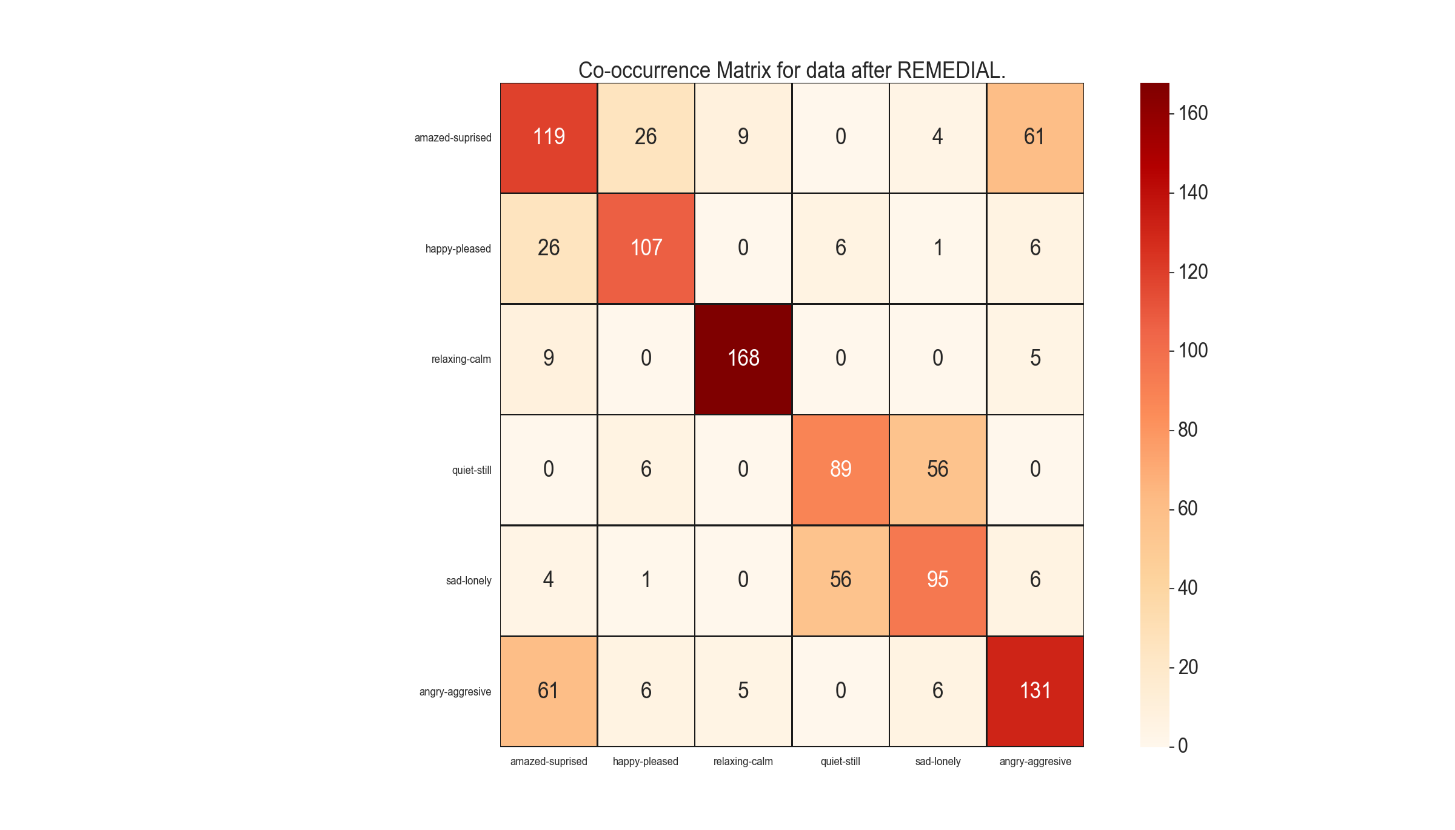 Co-occurrence Matrix for data after REMEDIAL.
amazed-suprised 119 26 9 0 4 61
happy-pleased 26 107 0 6 1 6
relaxing-calm 9 0 168 0 0 5
quiet-still 0 6 0 89 56 0
sad-lonely 4 1 0 56 95 6
angry-aggresive 61 6 5 0 6 131
amazed-suprised happy-pleased relaxing-calm quiet-still sad-lonely angry-aggresive
160
140
120
100
80
60
40
20
0